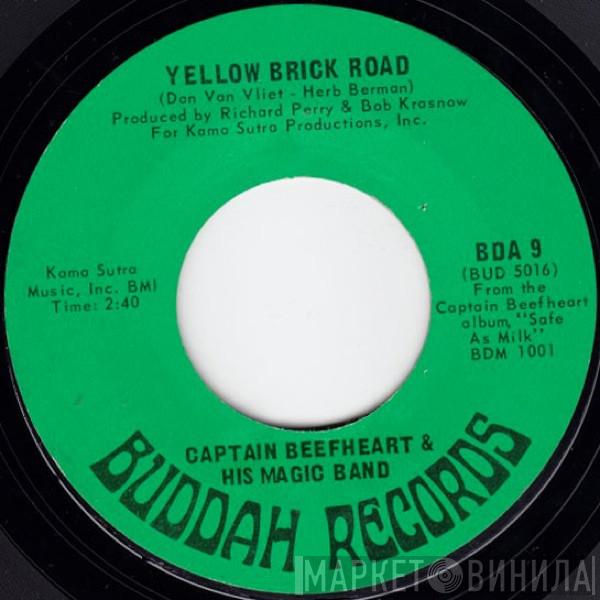 YELLOW BRICK ROAD
(Don Van Vliet - Herb Berman)
Produced by Richard Perry & Bob Krasnow
For Kama Sutra Productions, Inc.
Kama Sutra
Music, Inc. BMI
Time: 2:40
BDA 9
(BUD 5016)
From the
Captain Beefheart
album, "Safe
As Milk"
BDM 1001
CAPTAIN BEEFHEART &
HIS MAGIC BAND
BUDDAH RECORDS
МАРКЕТ ВИНИЛА